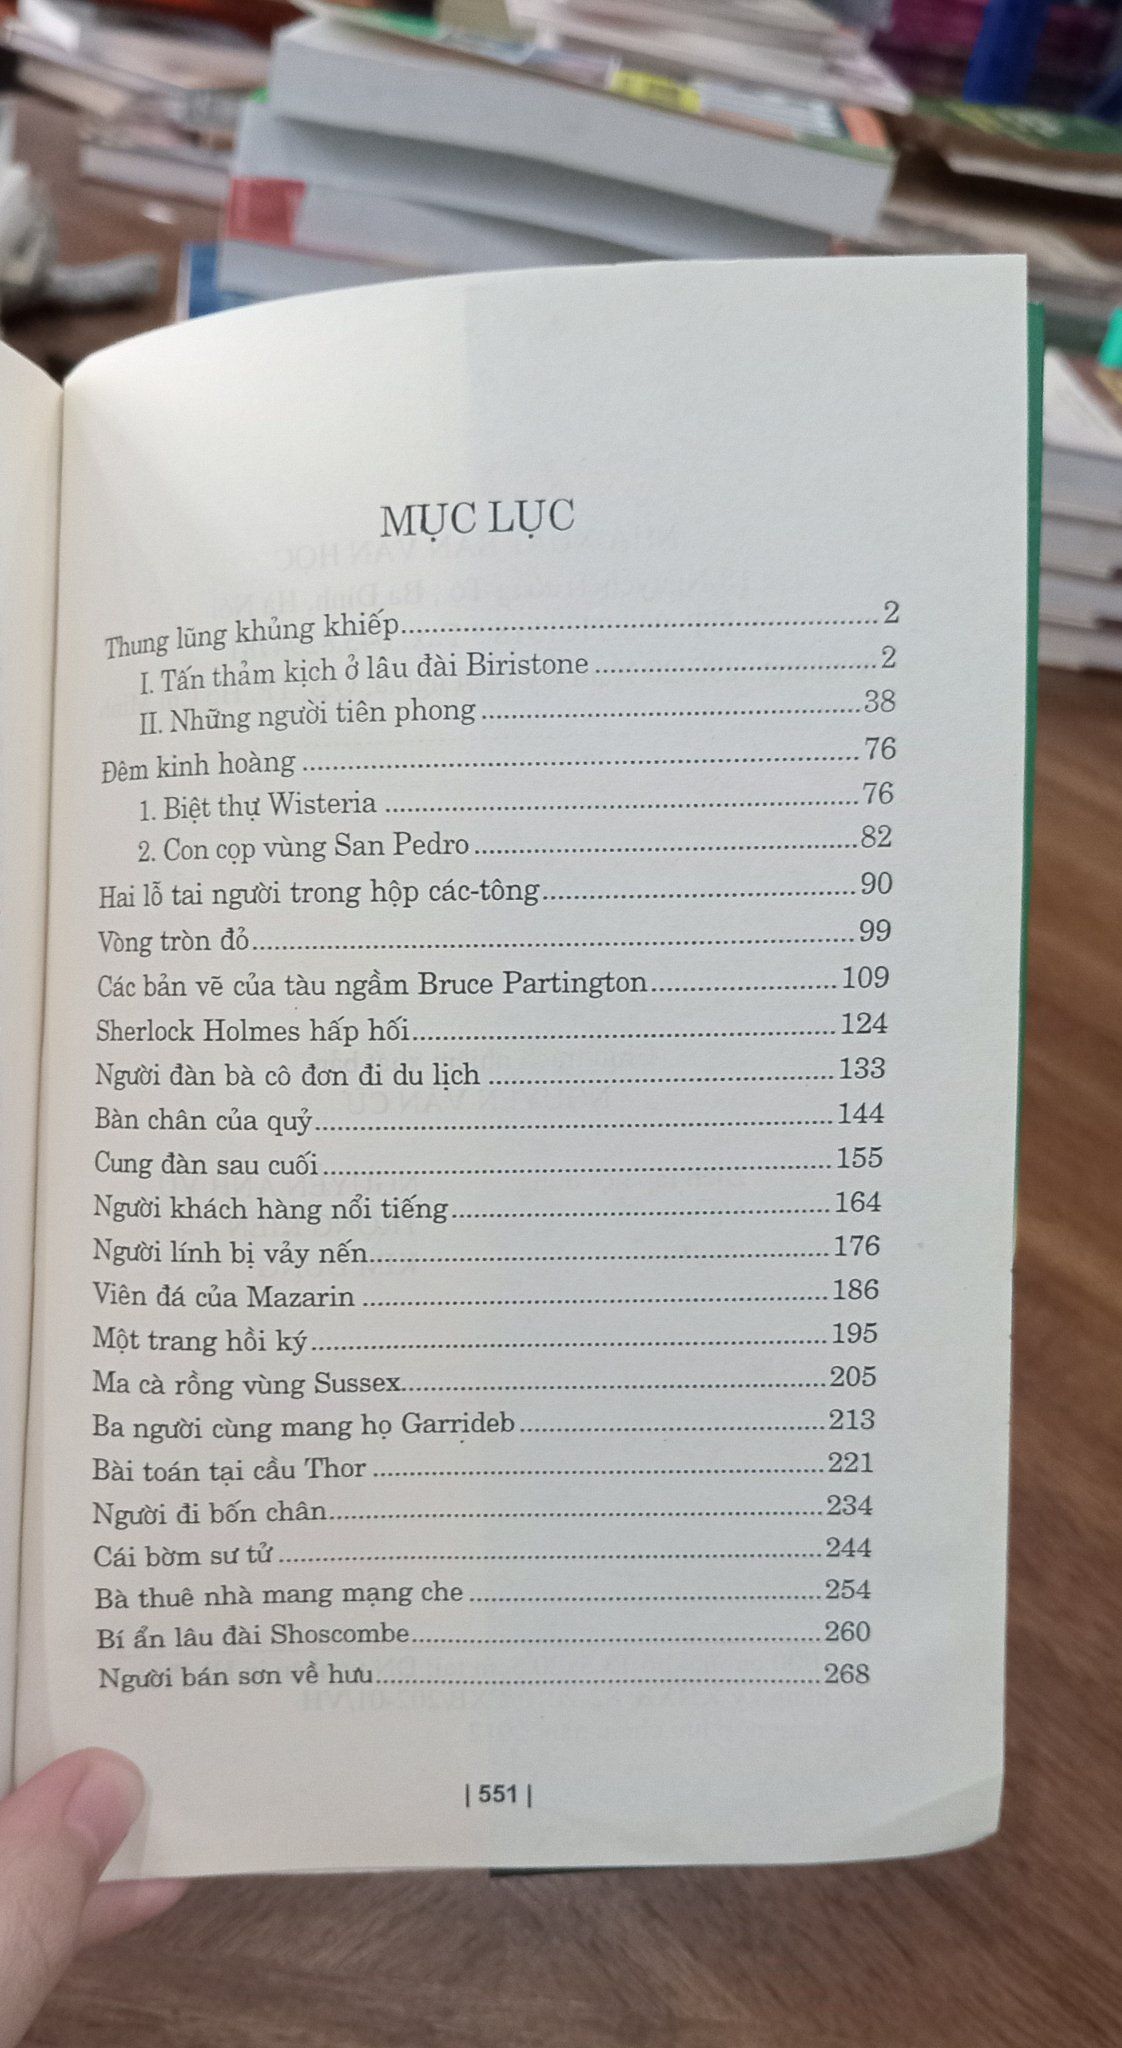 MỤC LỤC
Thung lũng khủng khiếp..........2
I. Tấn thảm kịch ở lâu đài Biristone..........2
II. Những người tiên phong..........38
Đêm kinh hoàng..........76
1. Biệt thự Wisteria..........76
2. Con cọp vùng San Pedro..........82
Hai lỗ tai người trong hộp các-tông..........90
Vòng tròn đỏ..........99
Các bản vẽ của tàu ngầm Bruce Partington..........109
Sherlock Holmes hấp hối..........124
Người đàn bà cô đơn đi du lịch..........133
Bàn chân của quỷ..........144
Cung đàn sau cuối..........155
Người khách hàng nổi tiếng..........164
Người lính bị vảy nến..........176
Viên đá của Mazarin..........186
Một trang hồi ký..........195
Ma cà rồng vùng Sussex..........205
Ba người cùng mang họ Garrideb..........213
Bài toán tại cầu Thor..........221
Người đi bốn chân..........234
Cái bờm sư tử..........244
Bà thuê nhà mang mạng che..........254
Bí ẩn lâu đài Shoscombe..........260
Người bán sơn về hưu..........268
| 551 |